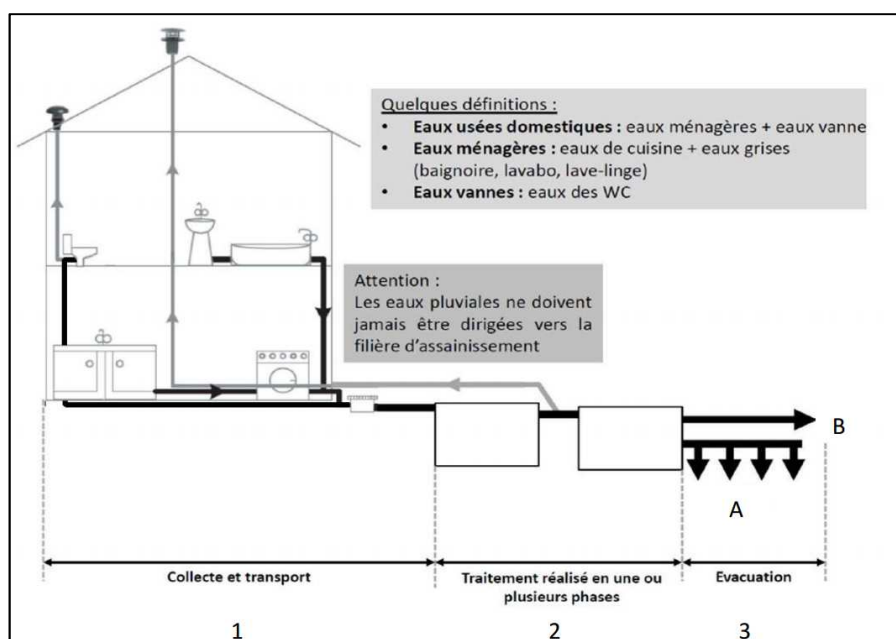 Quelques définitions :
• Eaux usées domestiques : eaux ménagères + eaux vanne
• Eaux ménagères : eaux de cuisine + eaux grises
(baignoire, lavabo, lave-linge)
• Eaux vannes : eaux des WC
Attention :
Les eaux pluviales ne doivent
jamais être dirigées vers la
filière d’assainissement
B
A
Collecte et transport
Traitement réalisé en une ou
plusieurs phases
Evacuation
1
2
3